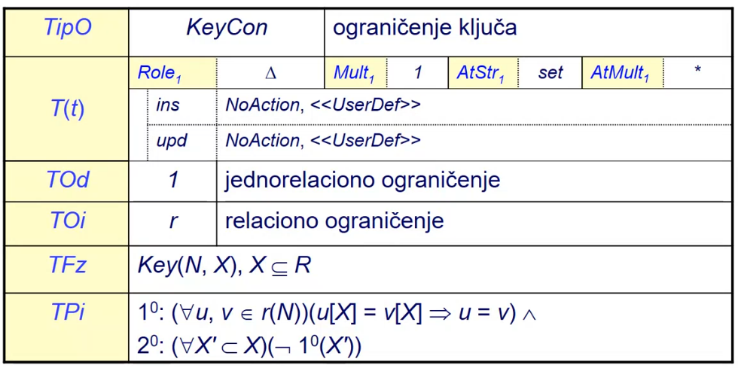 TipO KeyCon ograničenje ključa
T(t) Role₁ Δ Mult₁ 1 AtStr₁ set AtMult₁ *
ins NoAction, <<UserDef>>
upd NoAction, <<UserDef>>
TOd 1 jednorelaciono ograničenje
TOi r relaciono ograničenje
TFz Key(N, X), X ⊆ R
TPi 1⁰: (∀u, v ∈ r(N))(u[X] = v[X] ⇒ u = v) ∧
2⁰: (∀X′ ⊂ X)(¬ 1⁰(X′))